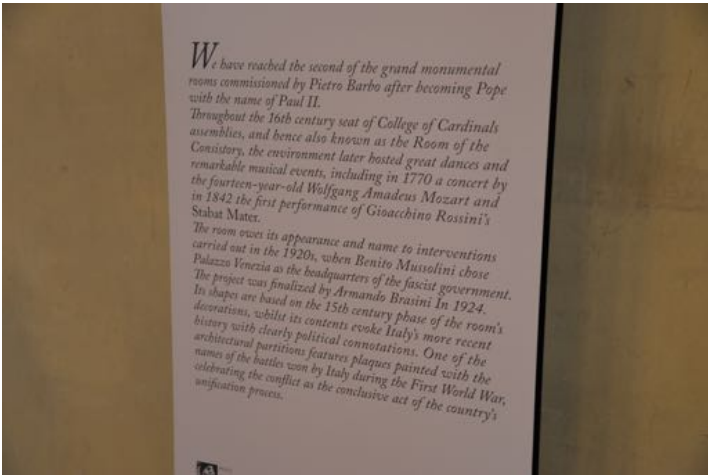 We have reached the second of the grand monumental
rooms commissioned by Pietro Barbo after becoming Pope
with the name of Paul II.
Throughout the 16th century seat of College of Cardinals
assemblies, and hence also known as the Room of the
Consistory, the environment later hosted great dances and
remarkable musical events, including in 1770 a concert by
the fourteen-year-old Wolfgang Amadeus Mozart and
in 1842 the first performance of Gioacchino Rossini's
Stabat Mater.
The room owes its appearance and name to interventions
carried out in the 1920s, when Benito Mussolini chose
Palazzo Venezia as the headquarters of the fascist government.
The project was finalized by Armando Brasini In 1924.
Its shapes are based on the 15th century phase of the room's
decorations, whilst its contents evoke Italy's more recent
history with clearly political connotations. One of the
architectural partitions features plaques painted with the
names of the battles won by Italy during the First World War,
celebrating the conflict as the conclusive act of the country's
unification process.